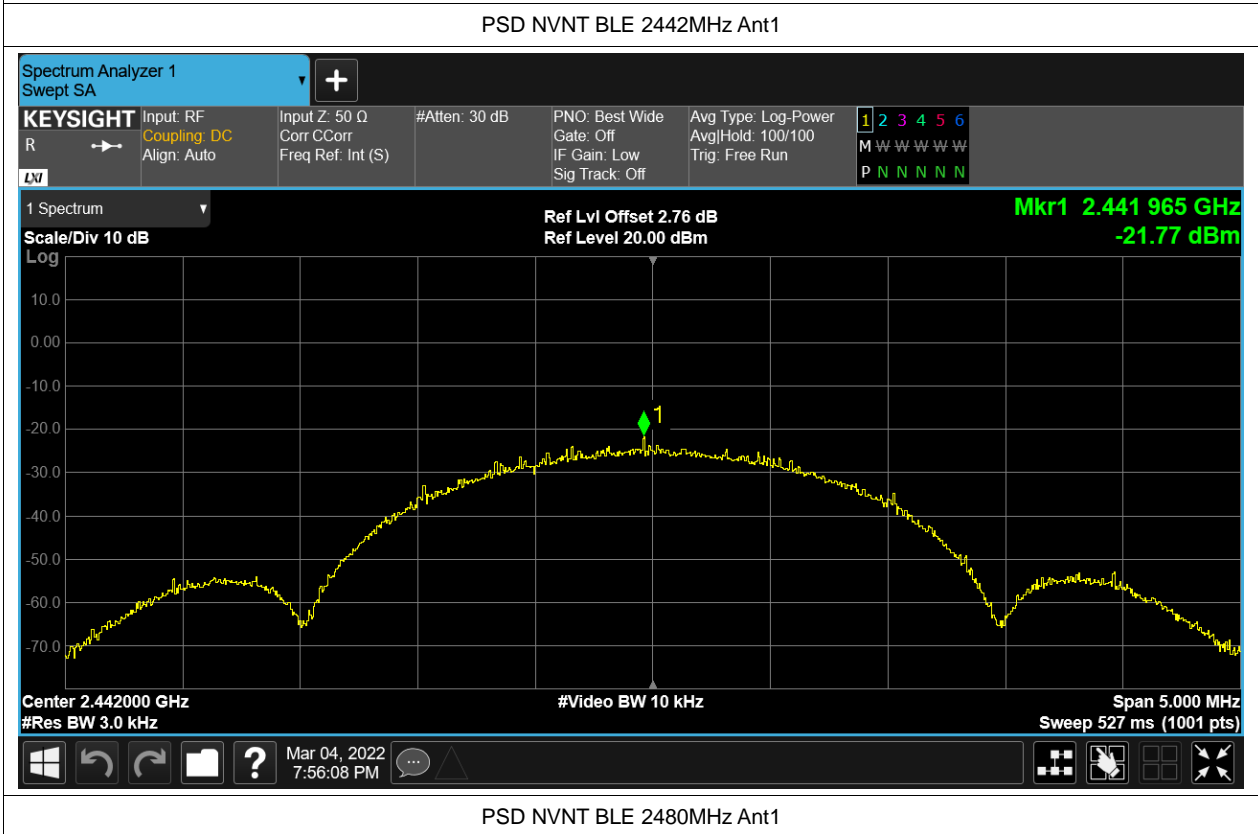 PSD NVNT BLE 2442MHz Ant1
Spectrum Analyzer 1
Swept SA
KEYSIGHT
R
LXI
Input: RF
Coupling: DC
Align: Auto
Input Z: 50 Ω
Corr CCorr
Freq Ref: Int (S)
#Atten: 30 dB
PNO: Best Wide
Gate: Off
IF Gain: Low
Sig Track: Off
Avg Type: Log-Power
Avg|Hold: 100/100
Trig: Free Run
1 2 3 4 5 6
M W W W W W
P N N N N N
1 Spectrum
Scale/Div 10 dB
Log
Ref Lvl Offset 2.76 dB
Ref Level 20.00 dBm
Mkr1 2.441 965 GHz
-21.77 dBm
10.0
0.00
-10.0
-20.0
-30.0
-40.0
-50.0
-60.0
-70.0
1
Center 2.442000 GHz
#Res BW 3.0 kHz
#Video BW 10 kHz
Span 5.000 MHz
Sweep 527 ms (1001 pts)
?
Mar 04, 2022
7:56:08 PM
PSD NVNT BLE 2480MHz Ant1